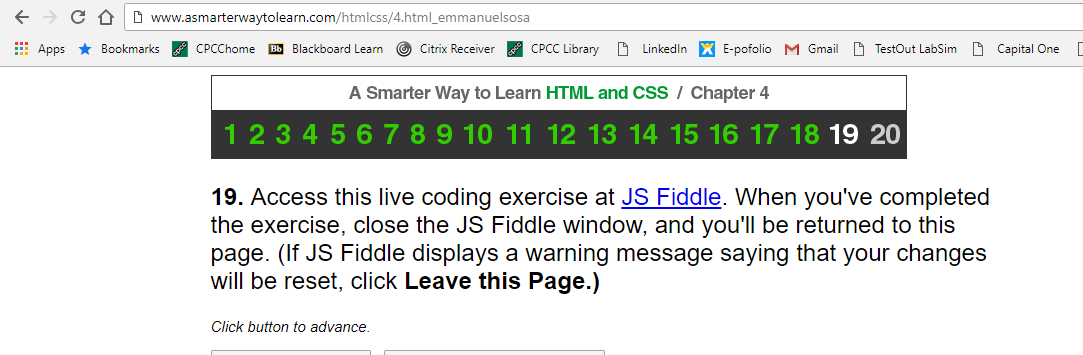 www.asmarterwaytolearn.com/htmlcss/4.html_emmanuelsosa
Apps Bookmarks CPCChome Bb Blackboard Learn Citrix Receiver CPCC Library LinkedIn E-pofolio Gmail TestOut LabSim Capital One
A Smarter Way to Learn HTML and CSS / Chapter 4
1 2 3 4 5 6 7 8 9 10 11 12 13 14 15 16 17 18 19 20
19. Access this live coding exercise at JS Fiddle. When you've completed
the exercise, close the JS Fiddle window, and you'll be returned to this
page. (If JS Fiddle displays a warning message saying that your changes
will be reset, click Leave this Page.)
Click button to advance.